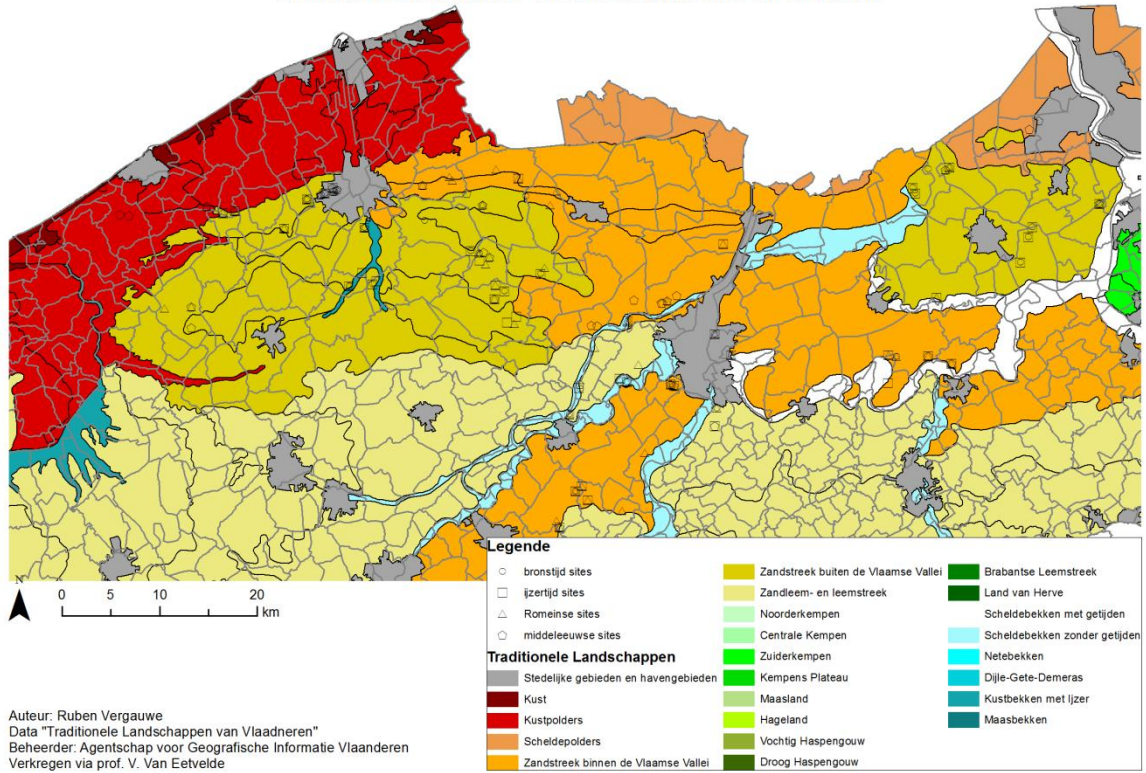 N
0 5 10 20
km
Auteur: Ruben Vergauwe
Data "Traditionele Landschappen van Vlaadneren"
Beheerder: Agentschap voor Geografische Informatie Vlaanderen
Verkregen via prof. V. Van Eetvelde
Legende
bronstijd sites
ijzertijd sites
Romeinse sites
middeleeuwse sites
Traditionele Landschappen
Stedelijke gebieden en havengebieden
Kust
Kustpolders
Scheldepolders
Zandstreek binnen de Vlaamse Vallei
Zandstreek buiten de Vlaamse Vallei
Zandleem- en leemstreek
Noorderkempen
Centrale Kempen
Zuiderkempen
Kempens Plateau
Maasland
Hageland
Vochtig Haspengouw
Droog Haspengouw
Brabantse Leemstreek
Land van Herve
Scheldebekken met getijden
Scheldebekken zonder getijden
Netebekken
Dijle-Gete-Demeras
Kustbekken met Ijzer
Maasbekken